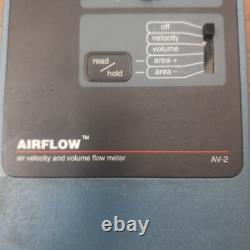 off
velocity
volume
read/
hold
area +
area -
AIRFLOW™
air velocity and volume flow meter
AV-2